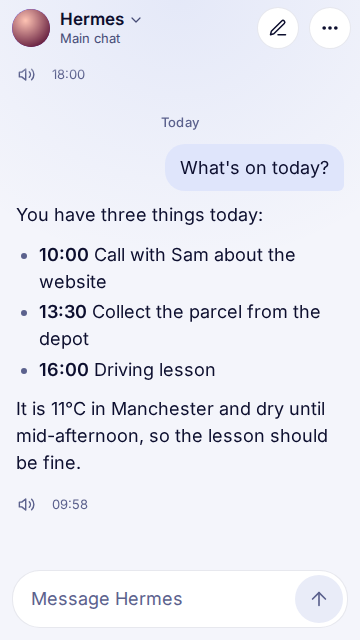 Hermes
Main chat
18:00
Today
What's on today?
You have three things today:
10:00 Call with Sam about the
website
13:30 Collect the parcel from the
depot
16:00 Driving lesson
It is 11°C in Manchester and dry until
mid-afternoon, so the lesson should
be fine.
09:58
Message Hermes